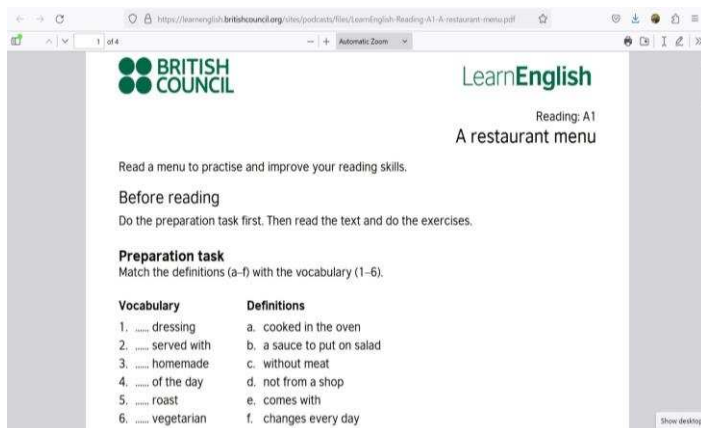 https://learnenglish.britishcouncil.org/sites/podcasts/files/LearnEnglish-Reading-A1-A-restaurant-menu.pdf
1 of 4 Automatic Zoom
BRITISH
COUNCIL
LearnEnglish
Reading: A1
A restaurant menu
Read a menu to practise and improve your reading skills.
Before reading
Do the preparation task first. Then read the text and do the exercises.
Preparation task
Match the definitions (a–f) with the vocabulary (1–6).
Vocabulary Definitions
1. ..... dressing a. cooked in the oven
2. ..... served with b. a sauce to put on salad
3. ..... homemade c. without meat
4. ..... of the day d. not from a shop
5. ..... roast e. comes with
6. ..... vegetarian f. changes every day
Show desktop